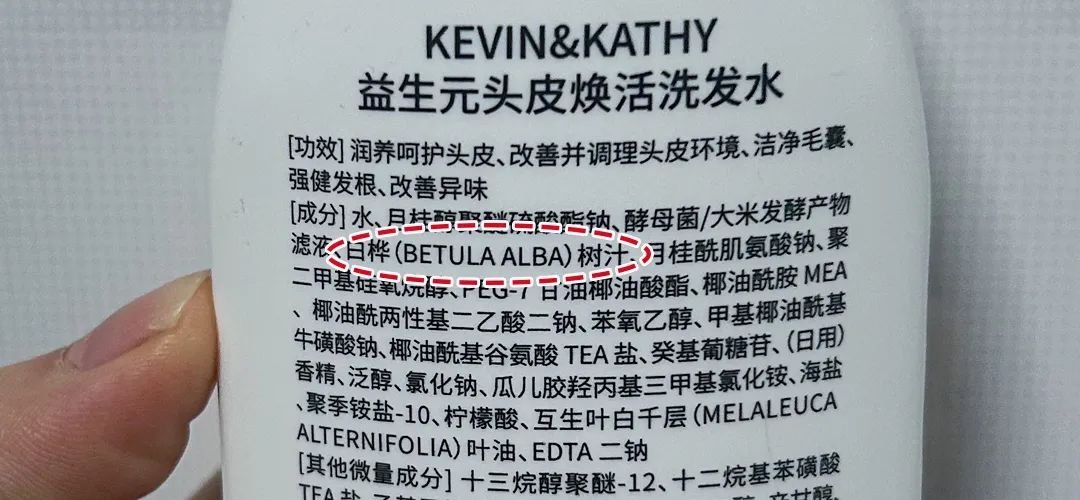 KEVIN&KATHY
益生元头皮焕活洗发水
[功效] 润养呵护头皮、改善并调理头皮环境、洁净毛囊、
强健发根、改善异味
[成分] 水、月桂醇聚醚硫酸酯钠、酵母菌/大米发酵产物
滤液、白桦（BETULA ALBA）树汁、月桂酰肌氨酸钠、聚
二甲基硅氧烷醇、PEG-7 甘油椰油酸酯、椰油酰胺 MEA
、椰油酰两性基二乙酸二钠、苯氧乙醇、甲基椰油酰基
牛磺酸钠、椰油酰基谷氨酸 TEA 盐、癸基葡糖苷、（日用）
香精、泛醇、氯化钠、瓜儿胶羟丙基三甲基氯化铵、海盐
、聚季铵盐-10、柠檬酸、互生叶白千层（MELALEUCA
ALTERNIFOLIA）叶油、EDTA 二钠
[其他微量成分] 十三烷醇聚醚-12、十二烷基苯磺酸
TEA 盐、